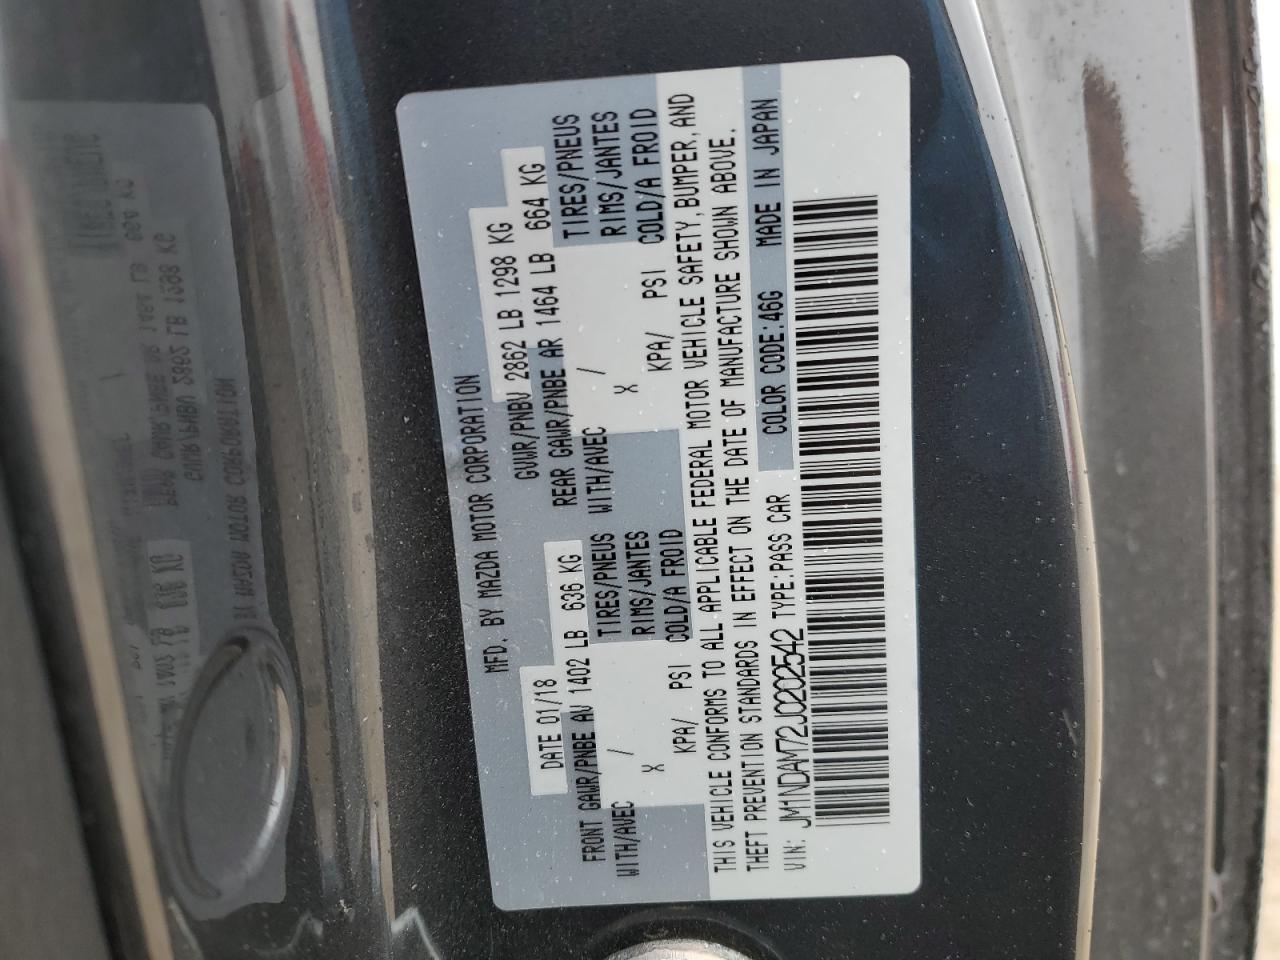 MFD. BY MAZDA MOTOR CORPORATION
DATE 01/18 GVWR/PNBV 2862 LB 1298 KG
FRONT GAWR/PNBE AV 1402 LB 636 KG REAR GAWR/PNBE AR 1464 LB 664 KG
WITH/AVEC / TIRES/PNEUS WITH/AVEC / TIRES/PNEUS
X RIMS/JANTES X RIMS/JANTES
KPA/ PSI COLD/A FROID KPA/ PSI COLD/A FROID
THIS VEHICLE CONFORMS TO ALL APPLICABLE FEDERAL MOTOR VEHICLE SAFETY, BUMPER, AND
THEFT PREVENTION STANDARDS IN EFFECT ON THE DATE OF MANUFACTURE SHOWN ABOVE.
VIN: JM1NDAM72J0202542 TYPE:PASS CAR COLOR CODE:46G MADE IN JAPAN